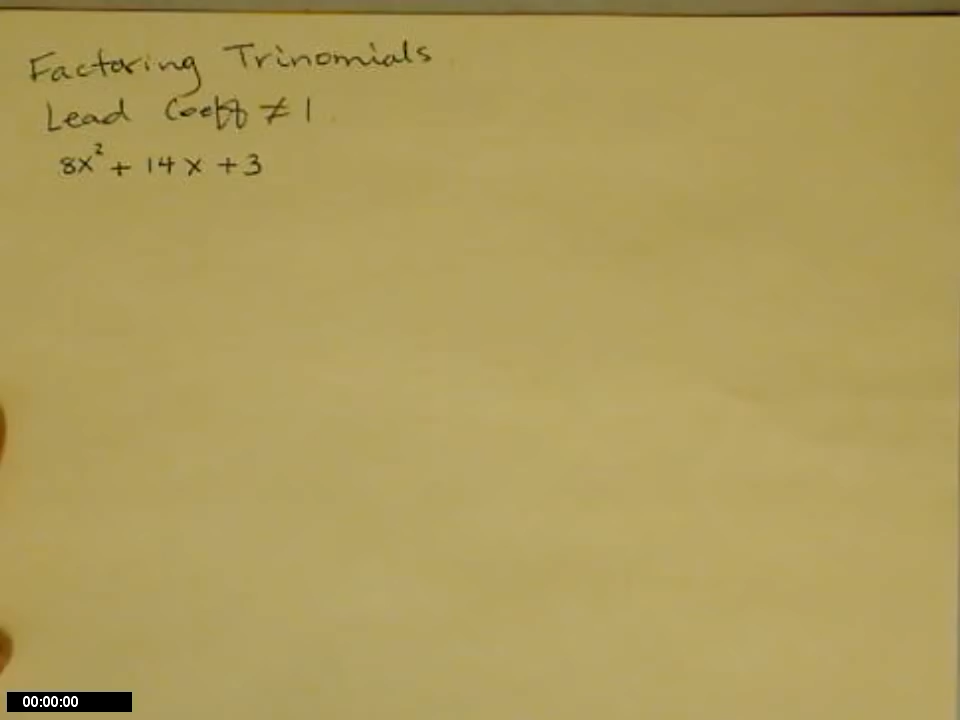 Factoring Trinomials
Lead Coeff ≠ 1
8x² + 14x + 3
00:00:00